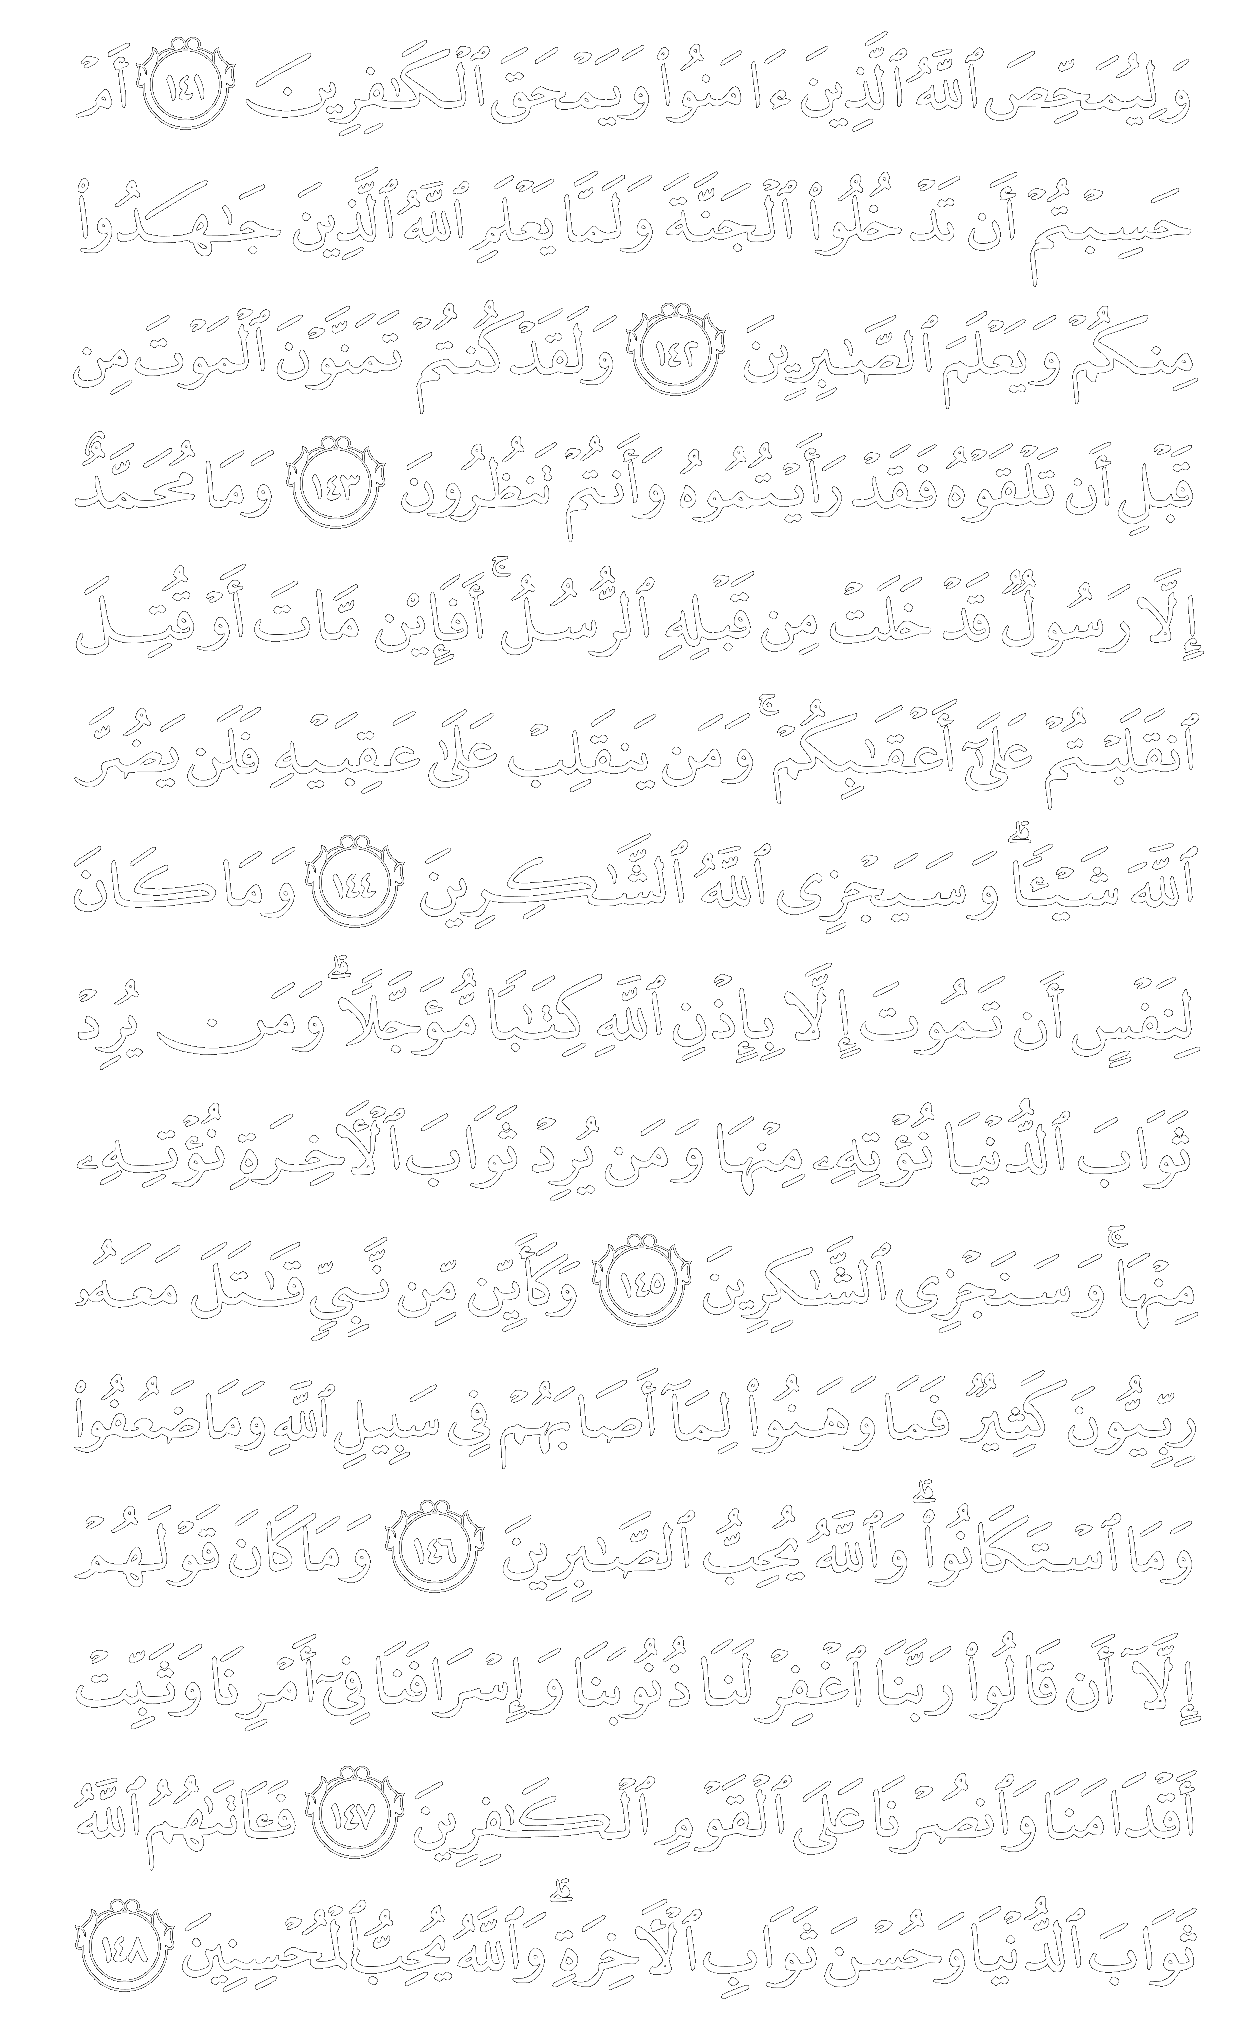 وَلِيُمَحِّصَ ٱللَّهُ ٱلَّذِينَ ءَامَنُوا۟ وَيَمْحَقَ ٱلْكَـٰفِرِينَ ١٤١ أَمْ
حَسِبْتُمْ أَن تَدْخُلُوا۟ ٱلْجَنَّةَ وَلَمَّا يَعْلَمِ ٱللَّهُ ٱلَّذِينَ جَـٰهَدُوا۟
مِنكُمْ وَيَعْلَمَ ٱلصَّـٰبِرِينَ ١٤٢ وَلَقَدْ كُنتُمْ تَمَنَّوْنَ ٱلْمَوْتَ مِن
قَبْلِ أَن تَلْقَوْهُ فَقَدْ رَأَيْتُمُوهُ وَأَنتُمْ تَنظُرُونَ ١٤٣ وَمَا مُحَمَّدٌ
إِلَّا رَسُولٌ قَدْ خَلَتْ مِن قَبْلِهِ ٱلرُّسُلُ ۚ أَفَإِي۟ن مَّاتَ أَوْ قُتِلَ
ٱنقَلَبْتُمْ عَلَىٰٓ أَعْقَـٰبِكُمْ ۚ وَمَن يَنقَلِبْ عَلَىٰ عَقِبَيْهِ فَلَن يَضُرَّ
ٱللَّهَ شَيْـًٔا ۗ وَسَيَجْزِى ٱللَّهُ ٱلشَّـٰكِرِينَ ١٤٤ وَمَا كَانَ
لِنَفْسٍ أَن تَمُوتَ إِلَّا بِإِذْنِ ٱللَّهِ كِتَـٰبًا مُّؤَجَّلًا ۗ وَمَن يُرِدْ
ثَوَابَ ٱلدُّنْيَا نُؤْتِهِۦ مِنْهَا وَمَن يُرِدْ ثَوَابَ ٱلْـَٔاخِرَةِ نُؤْتِهِۦ
مِنْهَا ۚ وَسَنَجْزِى ٱلشَّـٰكِرِينَ ١٤٥ وَكَأَيِّن مِّن نَّبِىٍّ قَـٰتَلَ مَعَهُۥ
رِبِّيُّونَ كَثِيرٌ فَمَا وَهَنُوا۟ لِمَآ أَصَابَهُمْ فِى سَبِيلِ ٱللَّهِ وَمَا ضَعُفُوا۟
وَمَا ٱسْتَكَانُوا۟ ۗ وَٱللَّهُ يُحِبُّ ٱلصَّـٰبِرِينَ ١٤٦ وَمَا كَانَ قَوْلَهُمْ
إِلَّآ أَن قَالُوا۟ رَبَّنَا ٱغْفِرْ لَنَا ذُنُوبَنَا وَإِسْرَافَنَا فِىٓ أَمْرِنَا وَثَبِّتْ
أَقْدَامَنَا وَٱنصُرْنَا عَلَى ٱلْقَوْمِ ٱلْكَـٰفِرِينَ ١٤٧ فَـَٔاتَىٰهُمُ ٱللَّهُ
ثَوَابَ ٱلدُّنْيَا وَحُسْنَ ثَوَابِ ٱلْـَٔاخِرَةِ ۗ وَٱللَّهُ يُحِبُّ ٱلْمُحْسِنِينَ ١٤٨